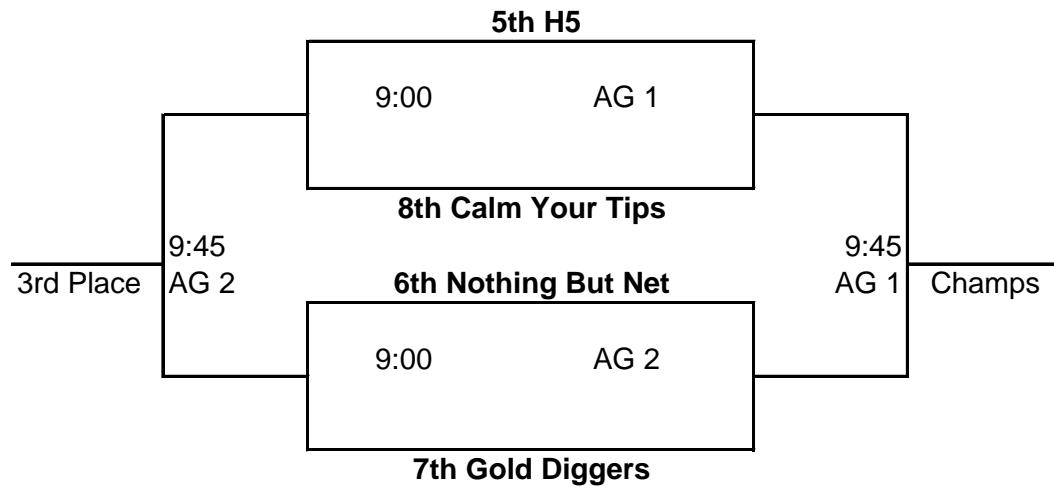 5th H5
9:00 AG 1
8th Calm Your Tips
9:45 9:45
3rd Place AG 2 6th Nothing But Net AG 1 Champs
9:00 AG 2
7th Gold Diggers